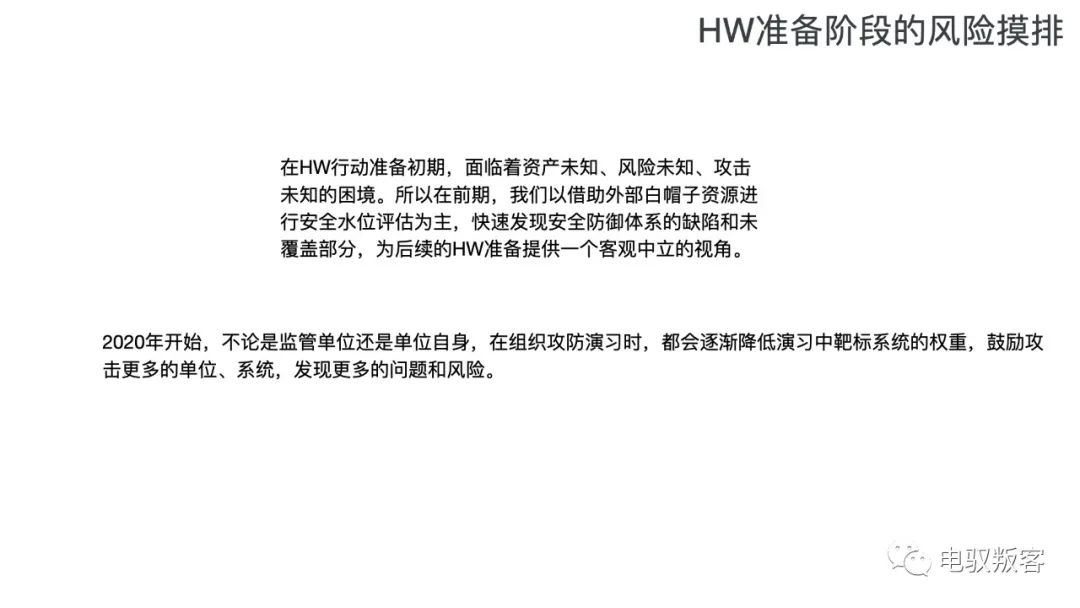 HW准备阶段的风险摸排
在HW行动准备初期，面临着资产未知、风险未知、攻击
未知的困境。所以在前期，我们以借助外部白帽子资源进
行安全水位评估为主，快速发现安全防御体系的缺陷和未
覆盖部分，为后续的HW准备提供一个客观中立的视角。
2020年开始，不论是监管单位还是单位自身，在组织攻防演习时，都会逐渐降低演习中靶标系统的权重，鼓励攻
击更多的单位、系统，发现更多的问题和风险。
电驭叛客